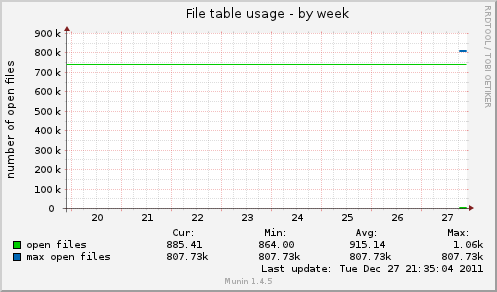 File table usage - by week
RRDTOOL / TOBI OETIKER
number of open files
900 k
800 k
700 k
600 k
500 k
400 k
300 k
200 k
100 k
0
20 21 22 23 24 25 26 27
Cur: Min: Avg: Max:
open files 885.41 864.00 915.14 1.06k
max open files 807.73k 807.73k 807.73k 807.73k
Last update: Tue Dec 27 21:35:04 2011
Munin 1.4.5